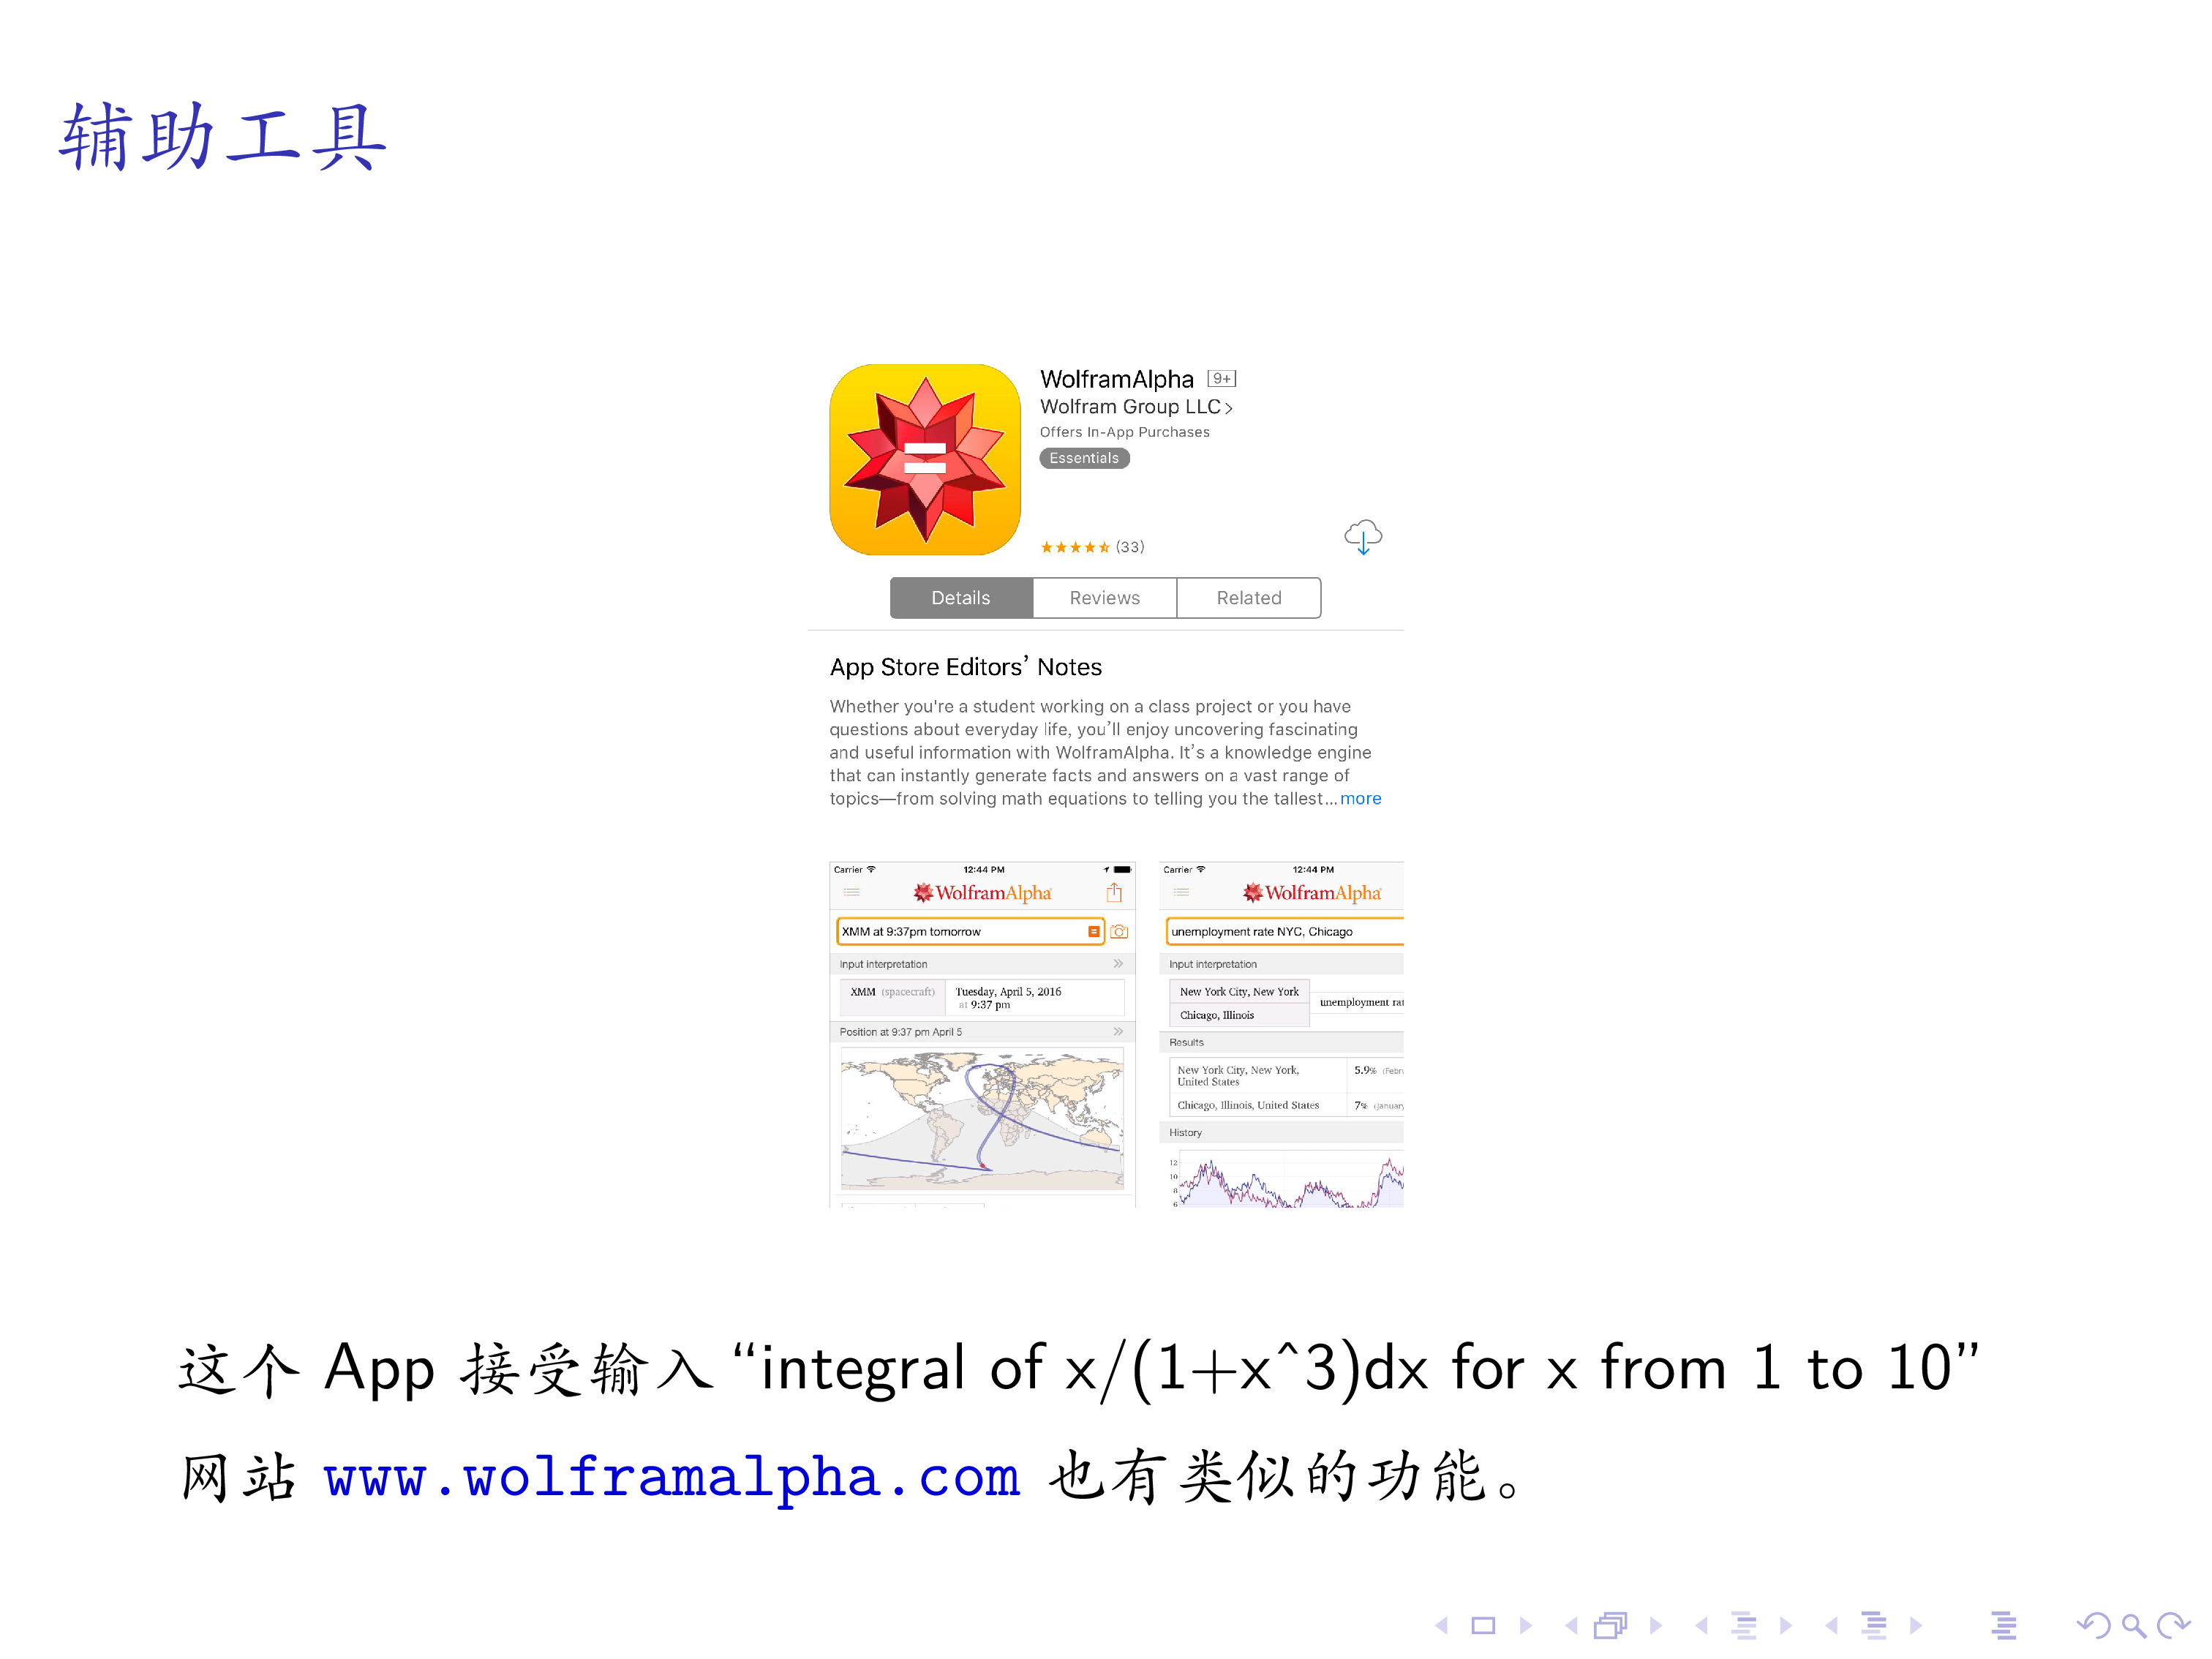 辅助工具
WolframAlpha 9+
Wolfram Group LLC >
Offers In-App Purchases
Essentials
(33)
Details Reviews Related
App Store Editors’ Notes
Whether you're a student working on a class project or you have
questions about everyday life, you’ll enjoy uncovering fascinating
and useful information with WolframAlpha. It’s a knowledge engine
that can instantly generate facts and answers on a vast range of
topics—from solving math equations to telling you the tallest... more
Carrier 12:44 PM
WolframAlpha
XMM at 9:37pm tomorrow
Input interpretation
XMM (spacecraft) Tuesday, April 5, 2016
at 9:37 pm
Position at 9:37 pm April 5
Carrier 12:44 PM
WolframAlpha
unemployment rate NYC, Chicago
Input interpretation
New York City, New York
Chicago, Illinois
unemployment rat
Results
New York City, New York,
United States
5.9% (Febr
Chicago, Illinois, United States 7% (January
History
12
10
8
6
这个 App 接受输入 “integral of x/(1+x^3)dx for x from 1 to 10”
网站 www.wolframalpha.com 也有类似的功能。